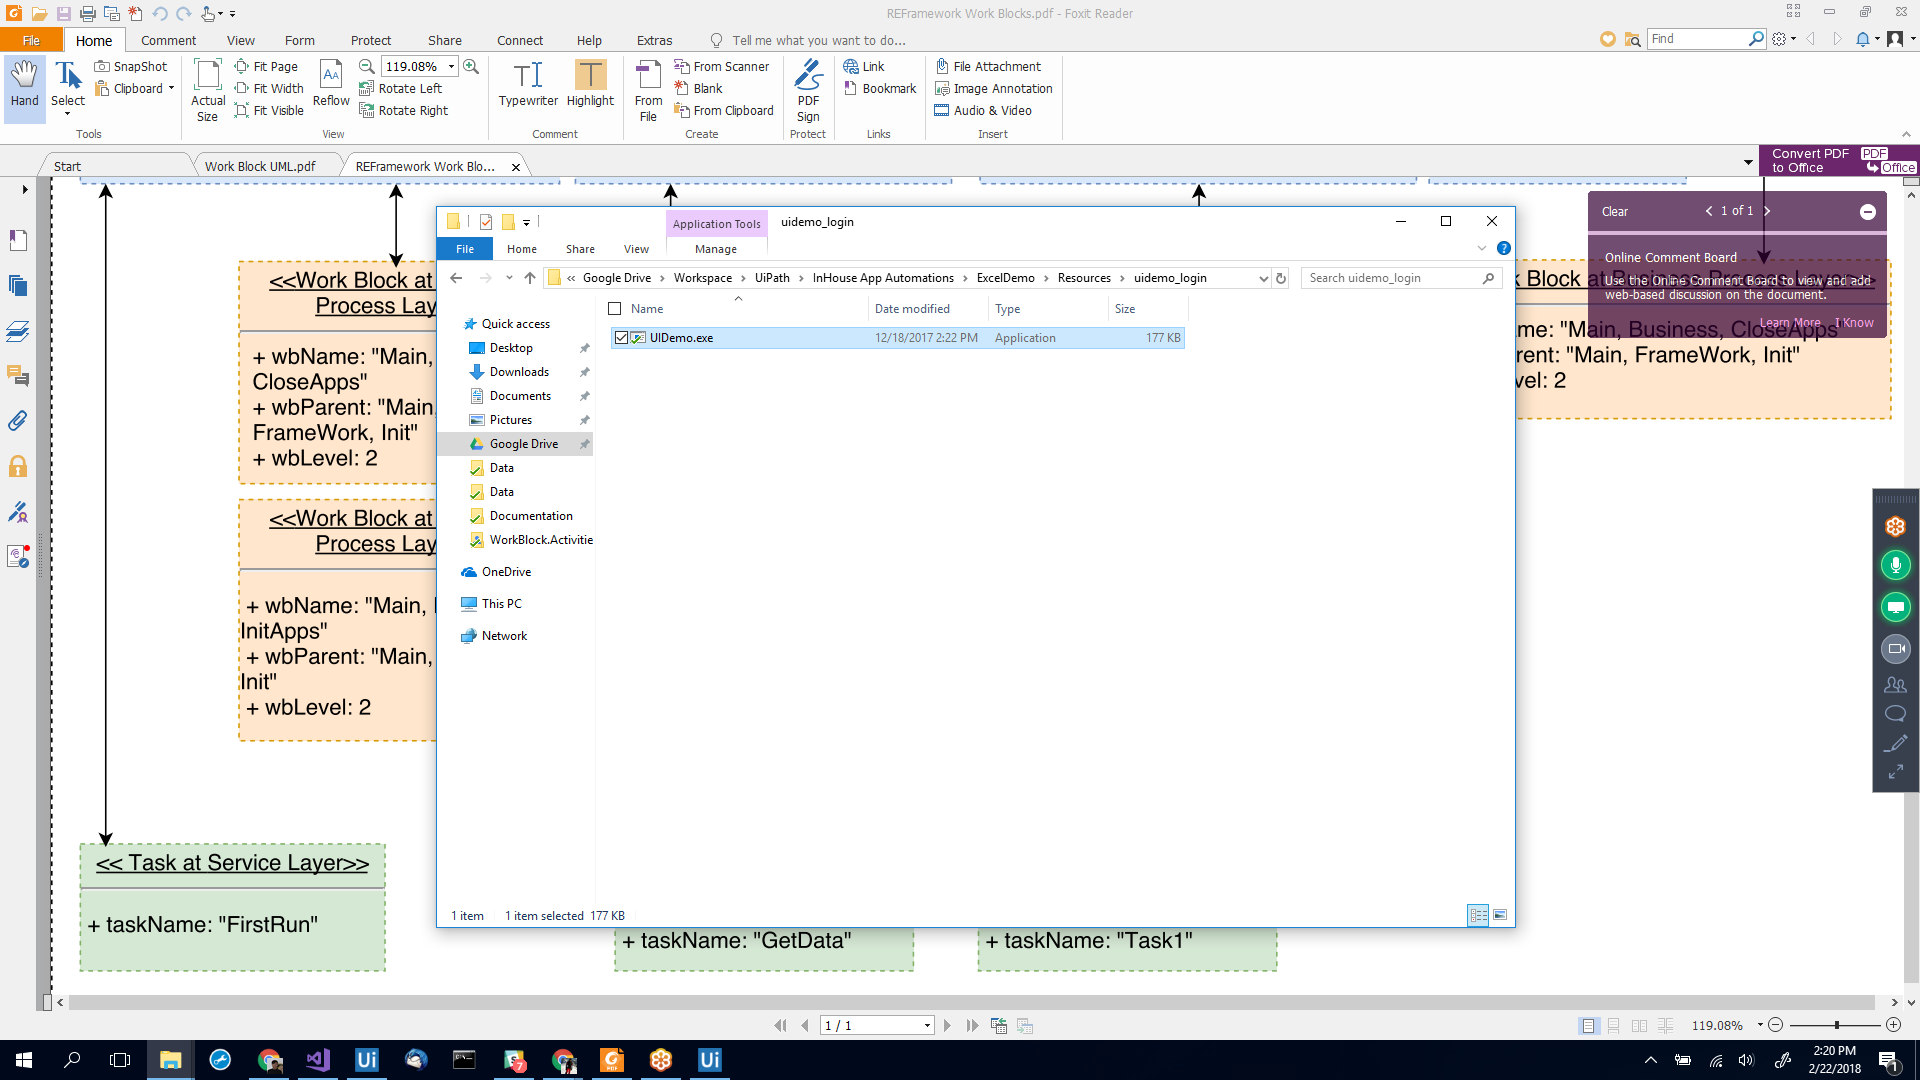 REFramework Work Blocks.pdf - Foxit Reader
File
Home
Comment
View
Form
Protect
Share
Connect
Help
Extras
Tell me what you want to do...
Find
Hand
Select
SnapShot
Clipboard
Tools
Actual
Size
Fit Page
Fit Width
Fit Visible
Reflow
119.08%
Rotate Left
Rotate Right
View
Typewriter
Highlight
Comment
From
File
From Scanner
Blank
From Clipboard
Create
PDF
Sign
Protect
Link
Bookmark
Links
File Attachment
Image Annotation
Audio & Video
Insert
Start
Work Block UML.pdf
REFramework Work Blo...
Convert PDF
to Office
PDF
Office
Clear
1 of 1
Online Comment Board
Use the Online Comment Board to view and add
web-based discussion on the document.
Learn More
I Know
<<Work Block at
Process Lay
+ wbName: "Main,
CloseApps"
+ wbParent: "Main,
FrameWork, Init"
+ wbLevel: 2
<<Work Block at
Process Lay
+ wbName: "Main,
InitApps"
+ wbParent: "Main,
Init"
+ wbLevel: 2
Block at Business Process Layer>>
ame: "Main, Business, CloseApps"
rent: "Main, FrameWork, Init"
vel: 2
<< Task at Service Layer>>
+ taskName: "FirstRun"
+ taskName: "GetData"
+ taskName: "Task1"
Application Tools
uidemo_login
File
Home
Share
View
Manage
Google Drive
Workspace
UiPath
InHouse App Automations
ExcelDemo
Resources
uidemo_login
Search uidemo_login
Name
Date modified
Type
Size
UIDemo.exe
12/18/2017 2:22 PM
Application
177 KB
Quick access
Desktop
Downloads
Documents
Pictures
Google Drive
Data
Data
Documentation
WorkBlock.Activitie
OneDrive
This PC
Network
1 item
1 item selected 177 KB
1 / 1
119.08%
2:20 PM
2/22/2018